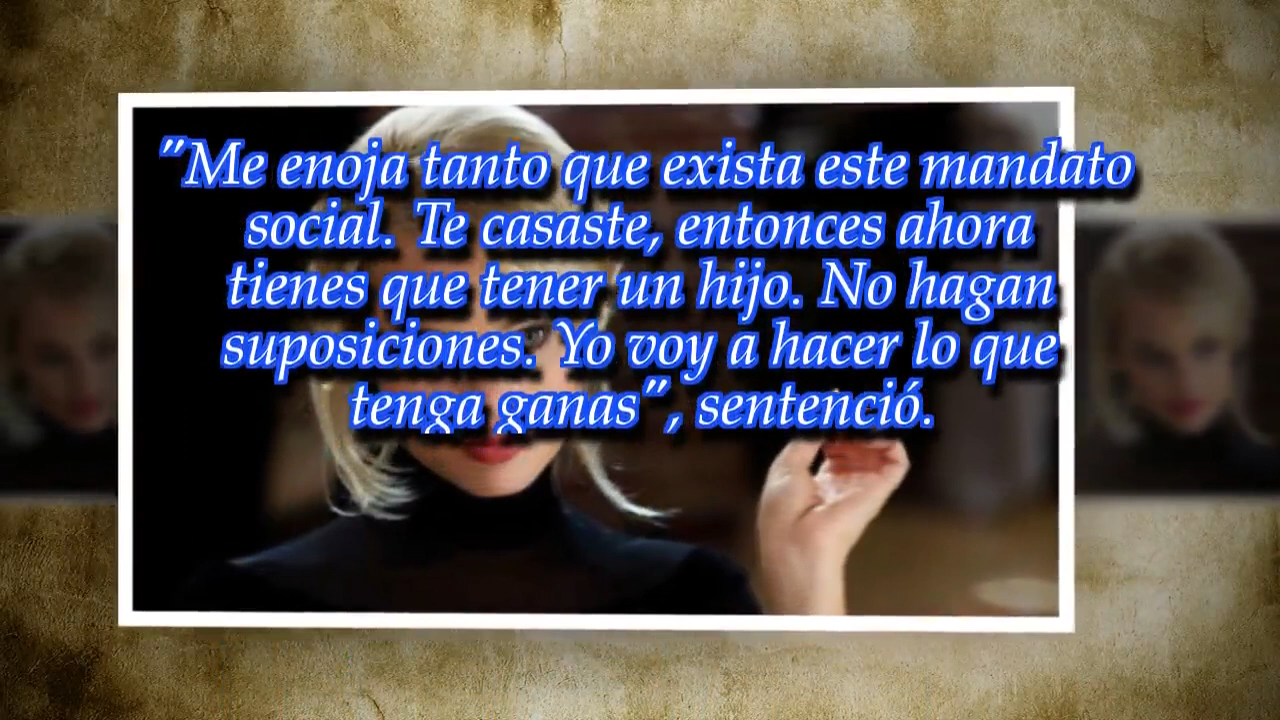 "Me enoja tanto que exista este mandato
social. Te casaste, entonces ahora
tienes que tener un hijo. No hagan
suposiciones. Yo voy a hacer lo que
tenga ganas", sentenció.